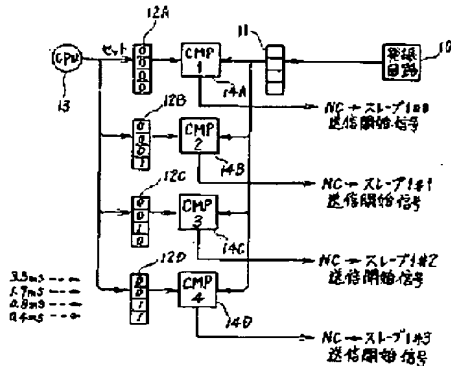 12A
セット
CPU
13
0
0
0
0
CMP
1
14A
11
発振
回路
10
NC→スレーブ1#0
送信開始信号
12B
0
0
0
1
CMP
2
14B
NC→スレーブ1#1
送信開始信号
12C
0
0
1
0
CMP
3
14C
NC→スレーブ1#2
送信開始信号
12D
3.3ms
1.7ms
0.8ms
0.4ms
0
0
1
1
CMP
4
14D
NC→スレーブ1#3
送信開始信号